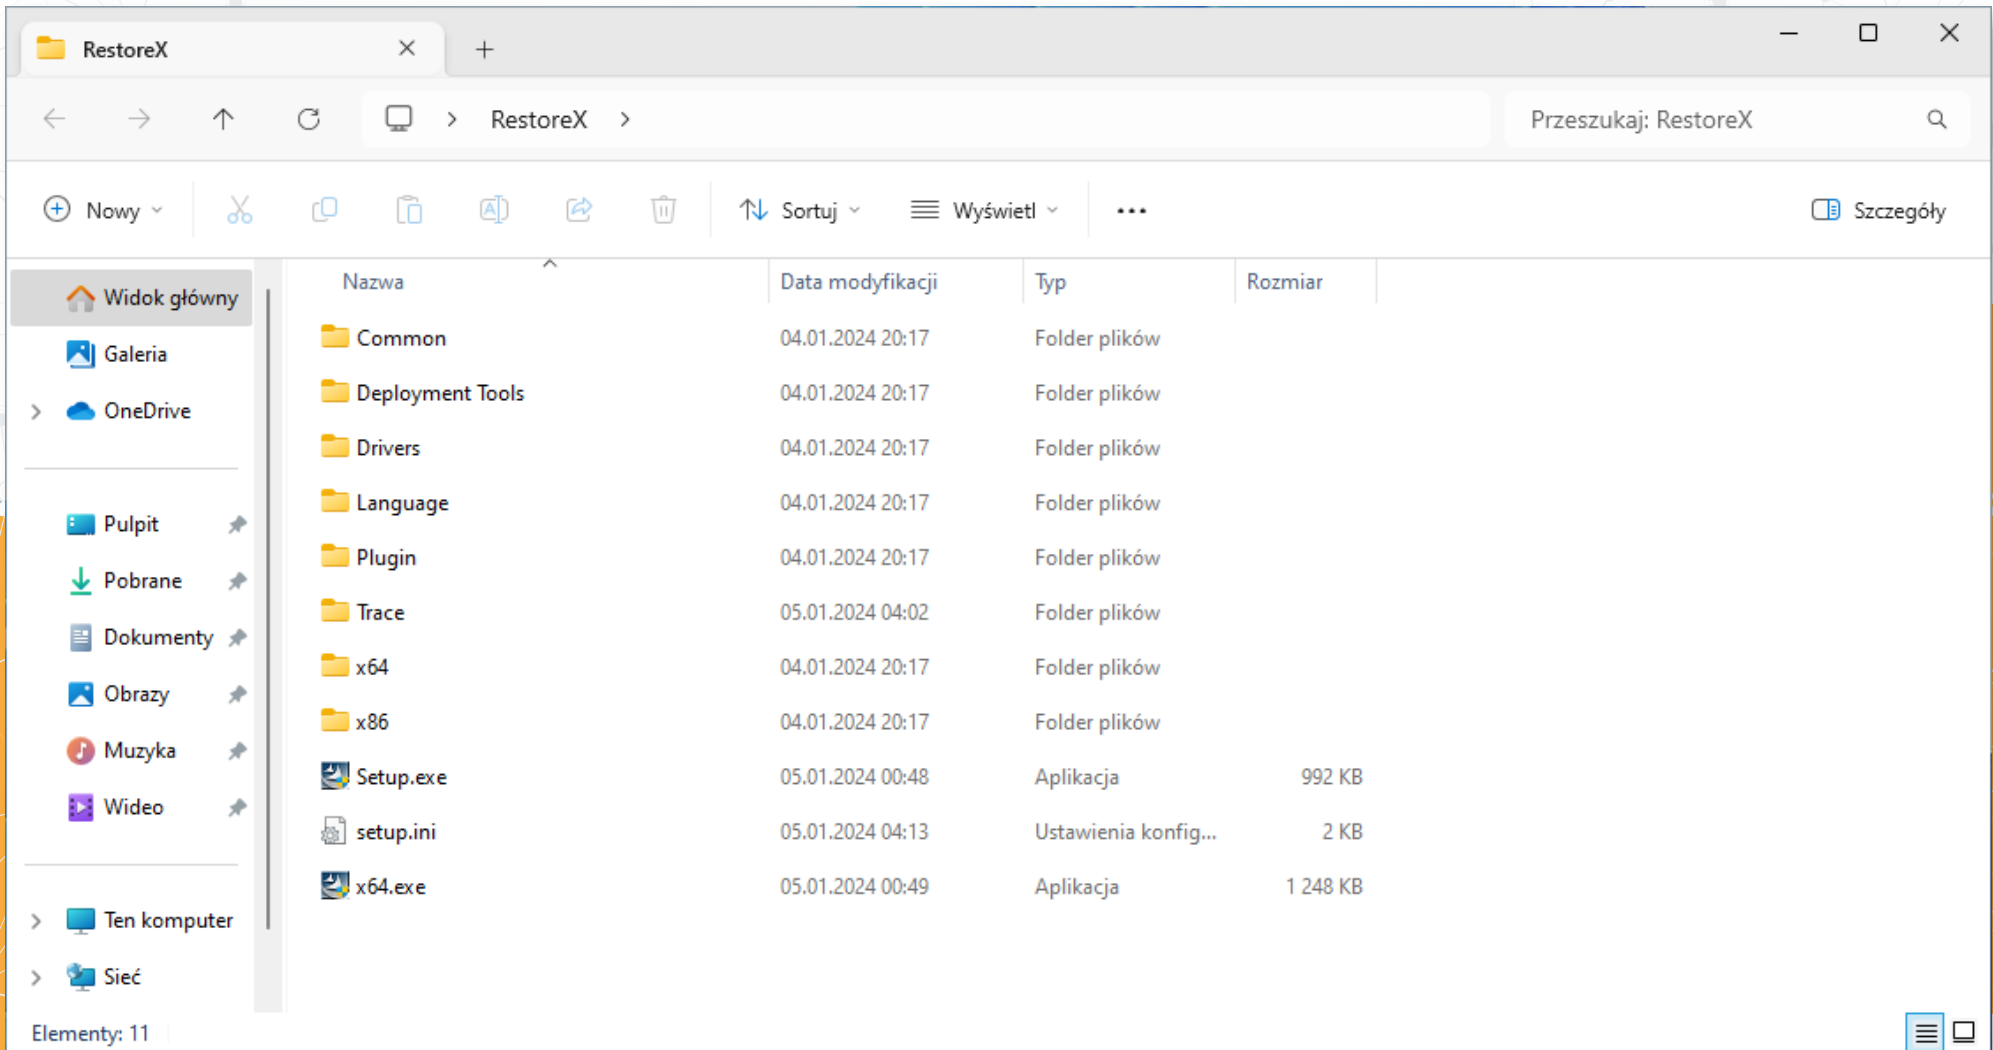 RestoreX
RestoreX
Przeszukaj: RestoreX
Nowy
Sortuj
Wyświetl
Szczegóły
Widok główny
Galeria
OneDrive
Pulpit
Pobrane
Dokumenty
Obrazy
Muzyka
Wideo
Ten komputer
Sieć
Nazwa Data modyfikacji Typ Rozmiar
Common 04.01.2024 20:17 Folder plików
Deployment Tools 04.01.2024 20:17 Folder plików
Drivers 04.01.2024 20:17 Folder plików
Language 04.01.2024 20:17 Folder plików
Plugin 04.01.2024 20:17 Folder plików
Trace 05.01.2024 04:02 Folder plików
x64 04.01.2024 20:17 Folder plików
x86 04.01.2024 20:17 Folder plików
Setup.exe 05.01.2024 00:48 Aplikacja 992 KB
setup.ini 05.01.2024 04:13 Ustawienia konfig... 2 KB
x64.exe 05.01.2024 00:49 Aplikacja 1 248 KB
Elementy: 11